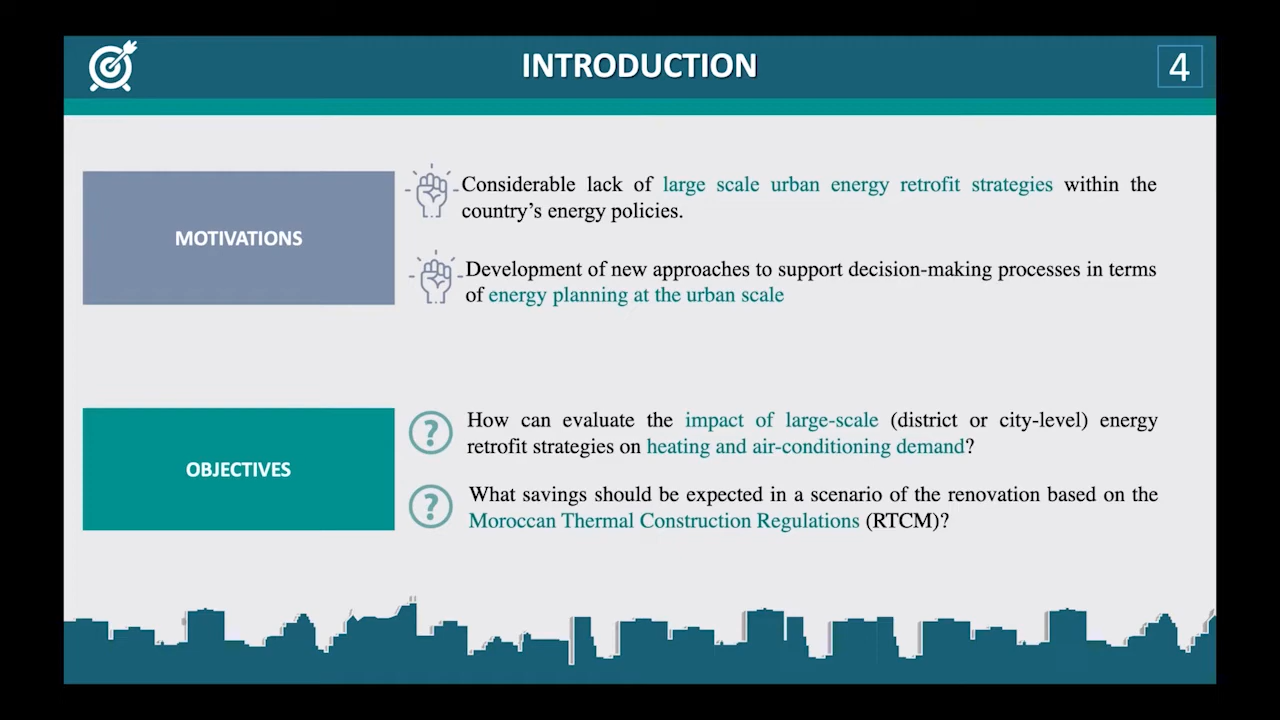 INTRODUCTION
4
MOTIVATIONS
Considerable lack of large scale urban energy retrofit strategies within the
country’s energy policies.
Development of new approaches to support decision-making processes in terms
of energy planning at the urban scale
OBJECTIVES
How can evaluate the impact of large-scale (district or city-level) energy
retrofit strategies on heating and air-conditioning demand?
What savings should be expected in a scenario of the renovation based on the
Moroccan Thermal Construction Regulations (RTCM)?